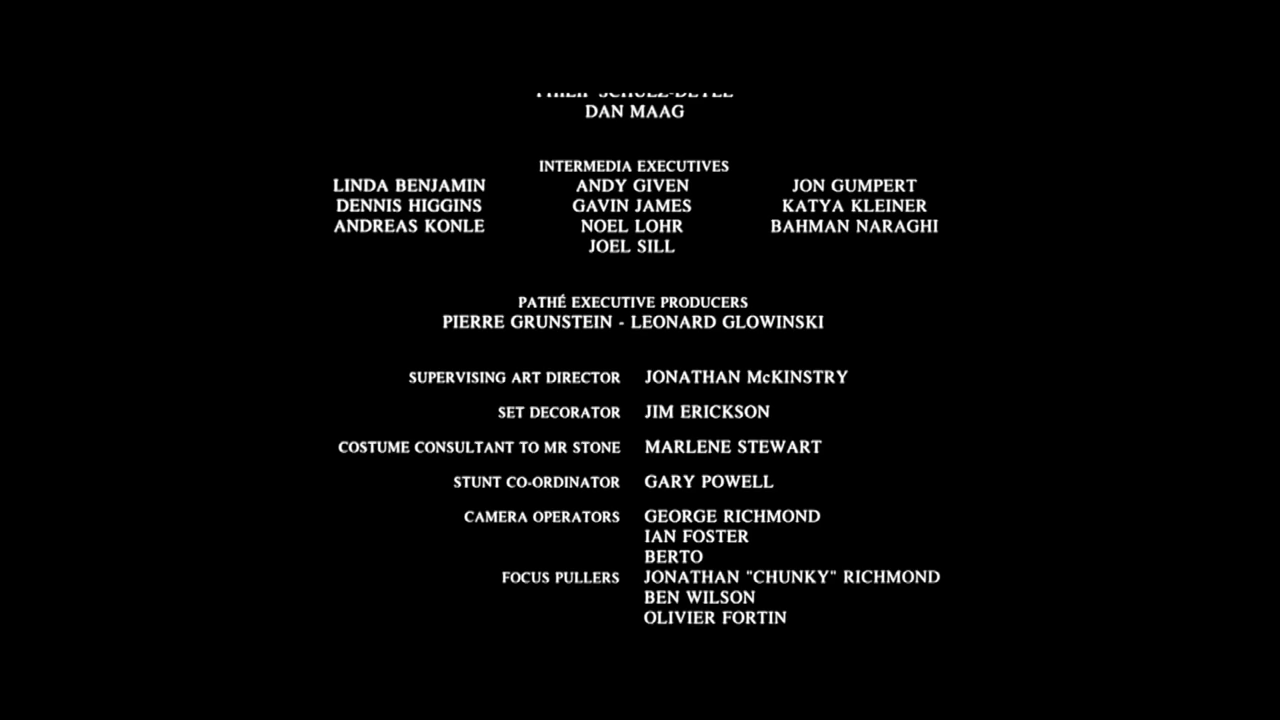 DAN MAAG
INTERMEDIA EXECUTIVES
LINDA BENJAMIN ANDY GIVEN JON GUMPERT
DENNIS HIGGINS GAVIN JAMES KATYA KLEINER
ANDREAS KONLE NOEL LOHR BAHMAN NARAGHI
JOEL SILL
PATHÉ EXECUTIVE PRODUCERS
PIERRE GRUNSTEIN - LEONARD GLOWINSKI
SUPERVISING ART DIRECTOR JONATHAN McKINSTRY
SET DECORATOR JIM ERICKSON
COSTUME CONSULTANT TO MR STONE MARLENE STEWART
STUNT CO-ORDINATOR GARY POWELL
CAMERA OPERATORS GEORGE RICHMOND
IAN FOSTER
BERTO
FOCUS PULLERS JONATHAN "CHUNKY" RICHMOND
BEN WILSON
OLIVIER FORTIN